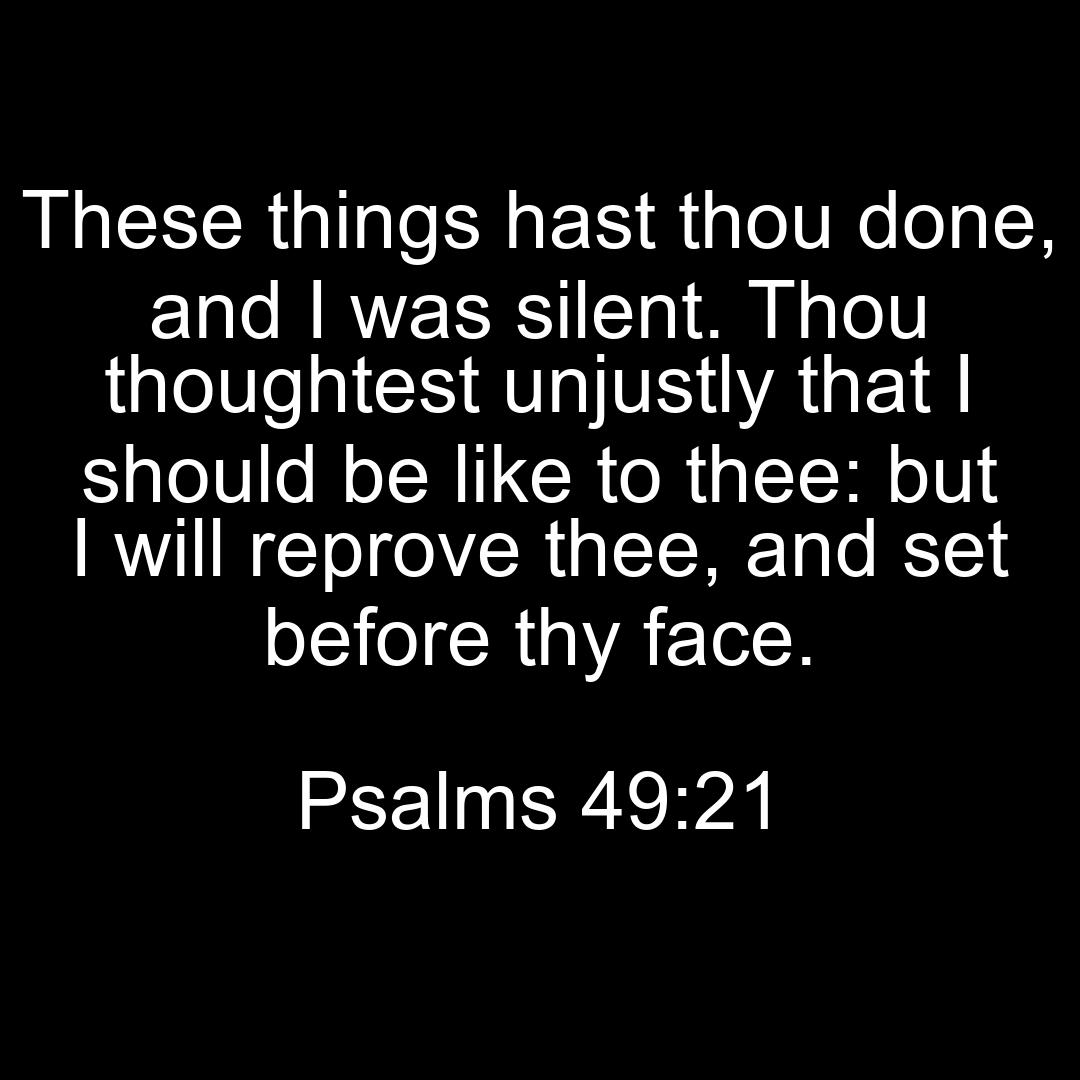 These things hast thou done,
and I was silent. Thou
thoughtest unjustly that I
should be like to thee: but
I will reprove thee, and set
before thy face.
Psalms 49:21